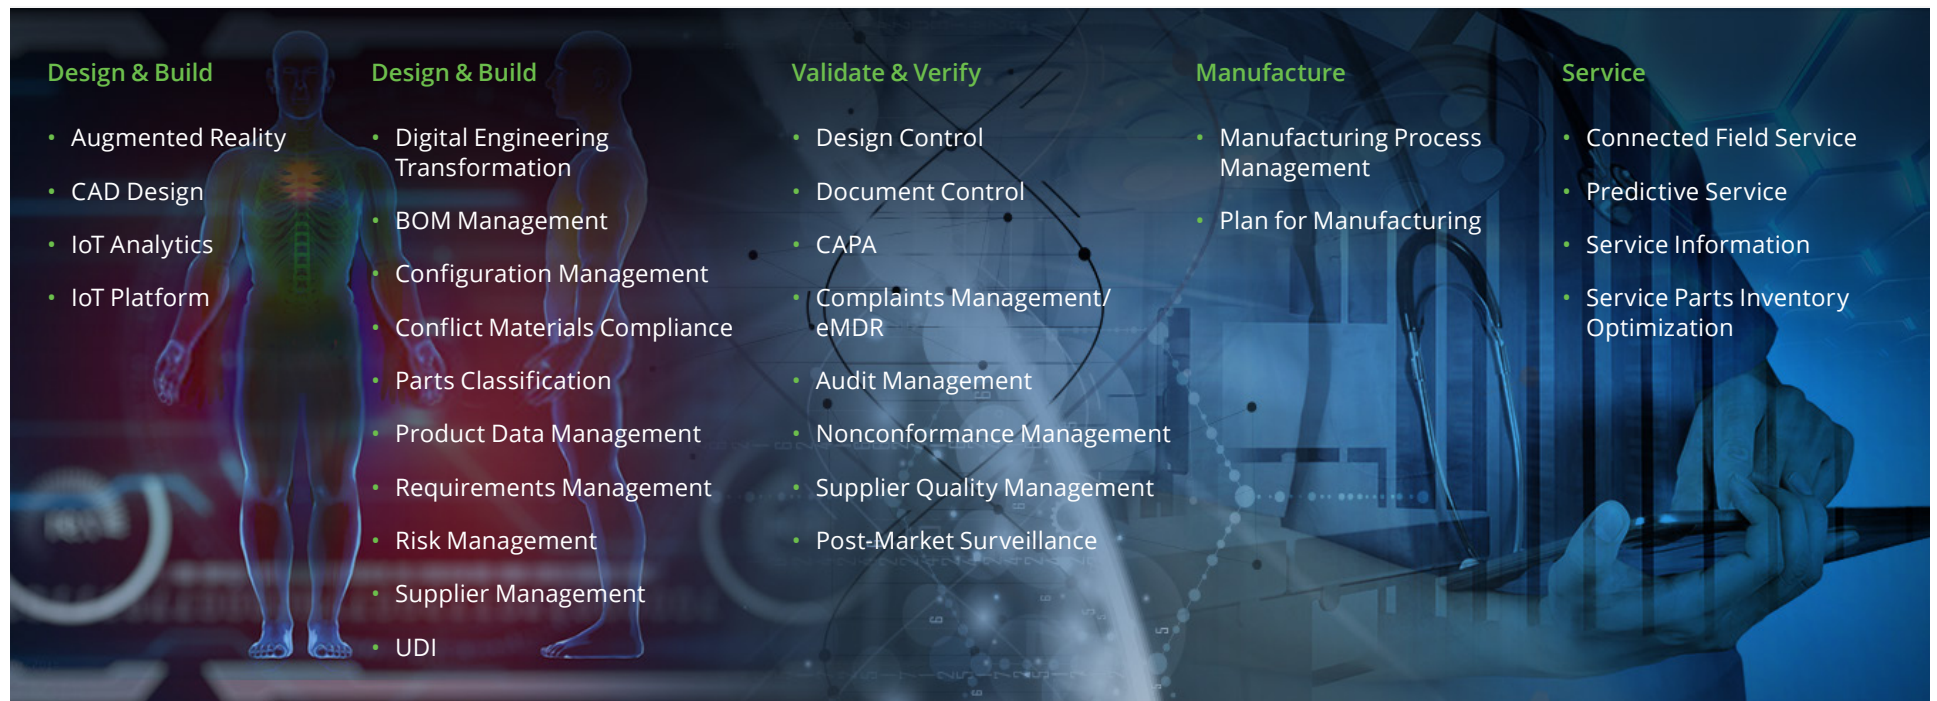 Design & Build
• Augmented Reality
• CAD Design
• IoT Analytics
• IoT Platform
Design & Build
• Digital Engineering
Transformation
• BOM Management
• Configuration Management
• Conflict Materials Compliance
• Parts Classification
• Product Data Management
• Requirements Management
• Risk Management
• Supplier Management
• UDI
Validate & Verify
• Design Control
• Document Control
• CAPA
• Complaints Management/
eMDR
• Audit Management
• Nonconformance Management
• Supplier Quality Management
• Post-Market Surveillance
Manufacture
• Manufacturing Process
Management
• Plan for Manufacturing
Service
• Connected Field Service
• Predictive Service
• Service Information
• Service Parts Inventory
Optimization